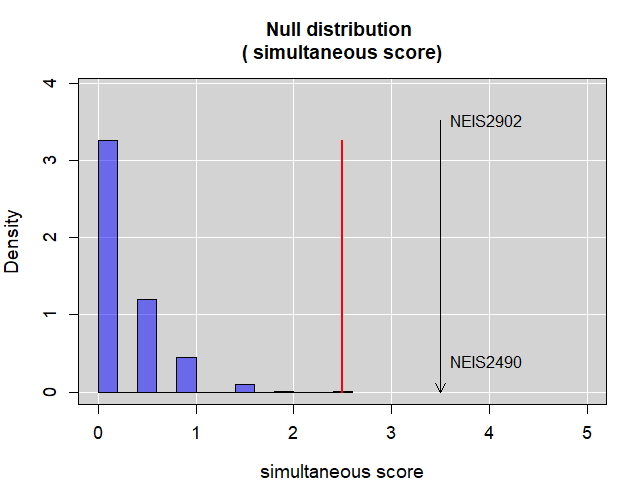 Null distribution
( simultaneous score)
4
3
2
1
0
Density
NEIS2902
NEIS2490
0 1 2 3 4 5
simultaneous score